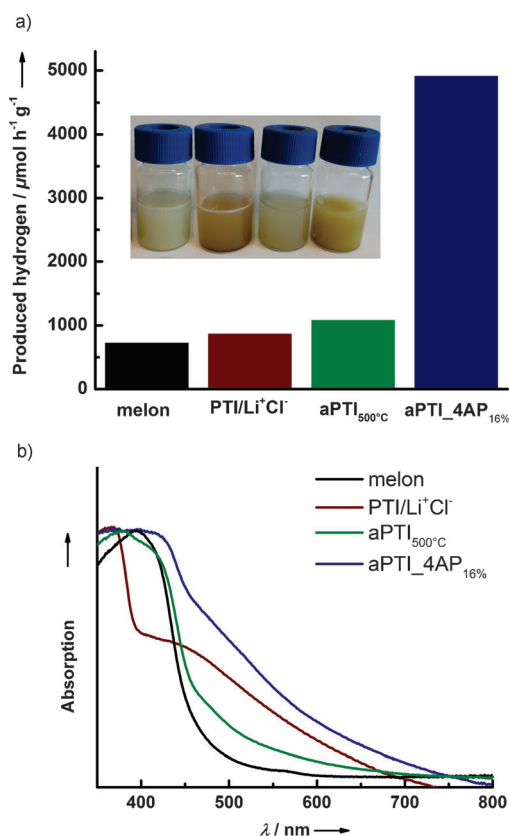 a)
Produced hydrogen / µmol h⁻¹ g⁻¹
5000
4000
3000
2000
1000
0
melon
PTI/Li⁺Cl⁻
aPTI₅₀₀°C
aPTI_4AP₁₆%
b)
melon
PTI/Li⁺Cl⁻
aPTI₅₀₀°C
aPTI_4AP₁₆%
Absorption
400
500
600
700
800
λ / nm